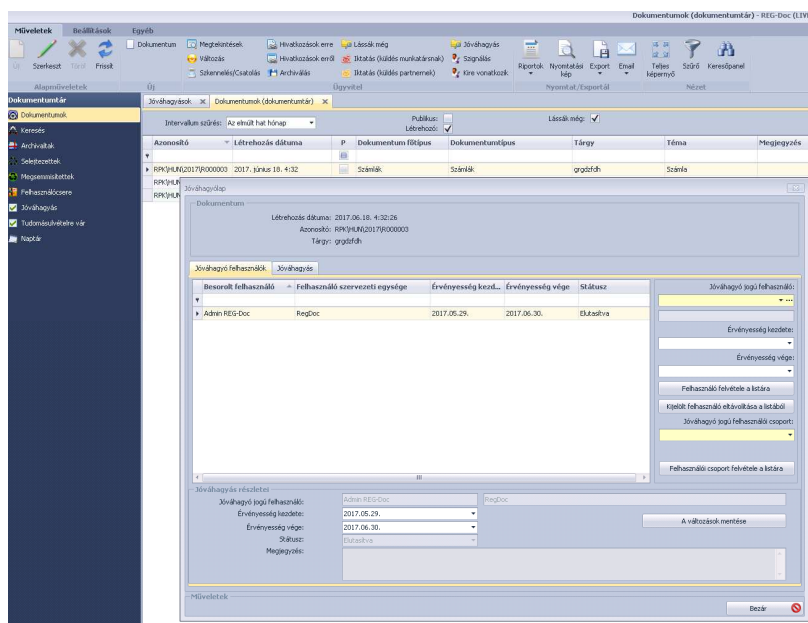 Dokumentumok (dokumentumtár) - REG-Doc (LIV
Műveletek Beállítások Egyéb
Új Szerkeszt Töröl Frissít
Dokumentum Megtekintések Hivatkozások erre Lássák még Jóváhagyás
Változás Hivatkozások erről Iktatás (küldés munkatársnak) Szignálás
Szkennelés/Csatolás Archiválás Iktatás (küldés partnernek) Kire vonatkozik
Riportok Nyomtatási kép Export Email Teljes képernyő Szűrő Keresőpanel
Alapműveletek Új Ügyvitel Nyomtat/Exportál Nézet
Dokumentumtár
Dokumentumok
Keresés
Archiváltak
Selejtezettek
Megsemmisítettek
Felhasználócsere
Jóváhagyás
Tudomásulvételre vár
Naptár
Jóváhagyások Dokumentumok (dokumentumtár)
Intervallum szűrés: Az elmúlt hat hónap Publikus: Lássák még:
Létrehozó:
Azonosító Létrehozás dátuma P Dokumentum főtípus Dokumentumtípus Tárgy Téma Megjegyzés
RPK\HUN\2017\R000003 2017. június 18. 4:32 Számlák Számlák grgdzfdh Számla
RPK\HUN
RPK\HUN
Jóváhagyólap
Dokumentum
Létrehozás dátuma: 2017.06.18. 4:32:26
Azonosító: RPK\HUN\2017\R000003
Tárgy: grgdzfdh
Jóváhagyó felhasználók Jóváhagyás
Besorolt felhasználó Felhasználó szervezeti egysége Érvényesség kezd... Érvényesség vége Státusz
Admin REG-Doc RegDoc 2017.05.29. 2017.06.30. Elutasítva
Jóváhagyó jogú felhasználó:
Érvényesség kezdete:
Érvényesség vége:
Felhasználó felvétele a listára
Kijelölt felhasználó eltávolítása a listából
Jóváhagyó jogú felhasználói csoport:
Felhasználói csoport felvétele a listára
Jóváhagyás részletei
Jóváhagyó jogú felhasználó: Admin REG-Doc RegDoc
Érvényesség kezdete: 2017.05.29.
Érvényesség vége: 2017.06.30.
Státusz: Elutasítva
Megjegyzés:
A változások mentése
Műveletek
Bezár